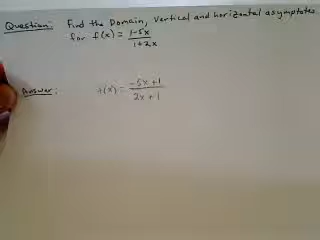 Question: Find the Domain, vertical and horizontal asymptotes
for f(x) = (1-5x)/(1+2x)
Answer: f(x) = (-5x+1)/(2x+1)